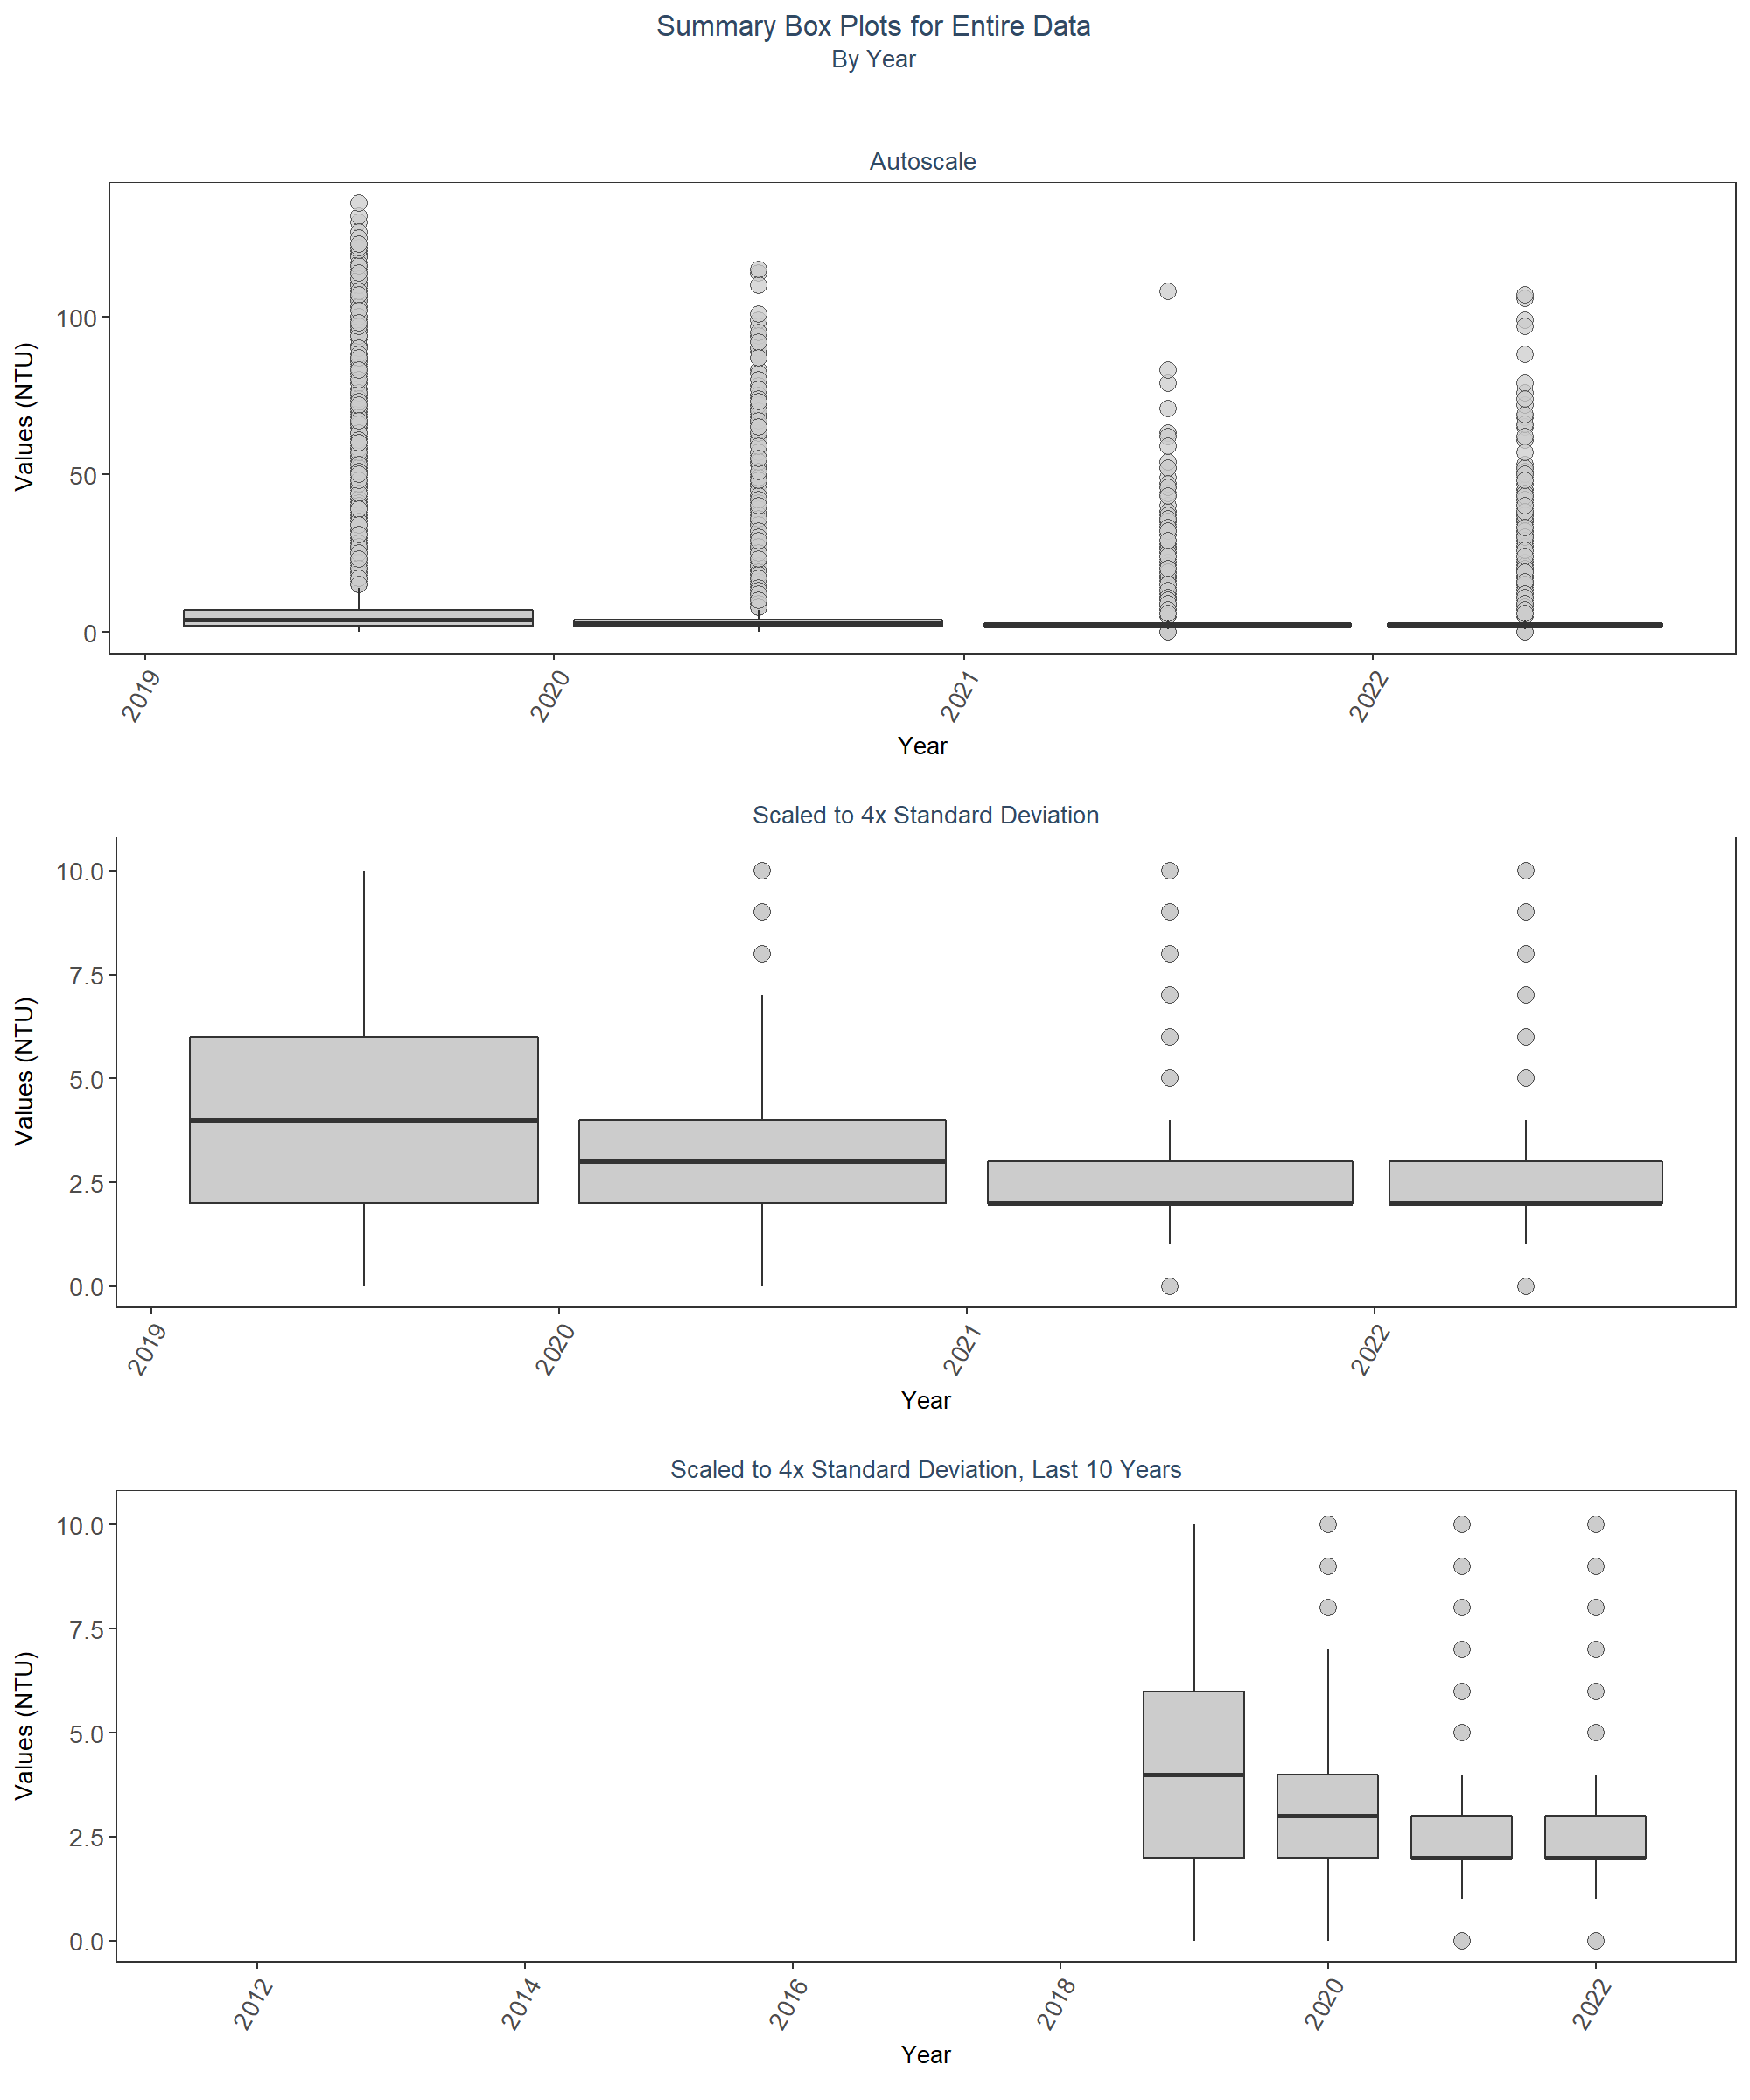 Summary Box Plots for Entire Data
By Year
Autoscale
Values (NTU)
100
50
0
2019
2020
2021
2022
Year
Scaled to 4x Standard Deviation
Values (NTU)
10.0
7.5
5.0
2.5
0.0
2019
2020
2021
2022
Year
Scaled to 4x Standard Deviation, Last 10 Years
Values (NTU)
10.0
7.5
5.0
2.5
0.0
2012
2014
2016
2018
2020
2022
Year